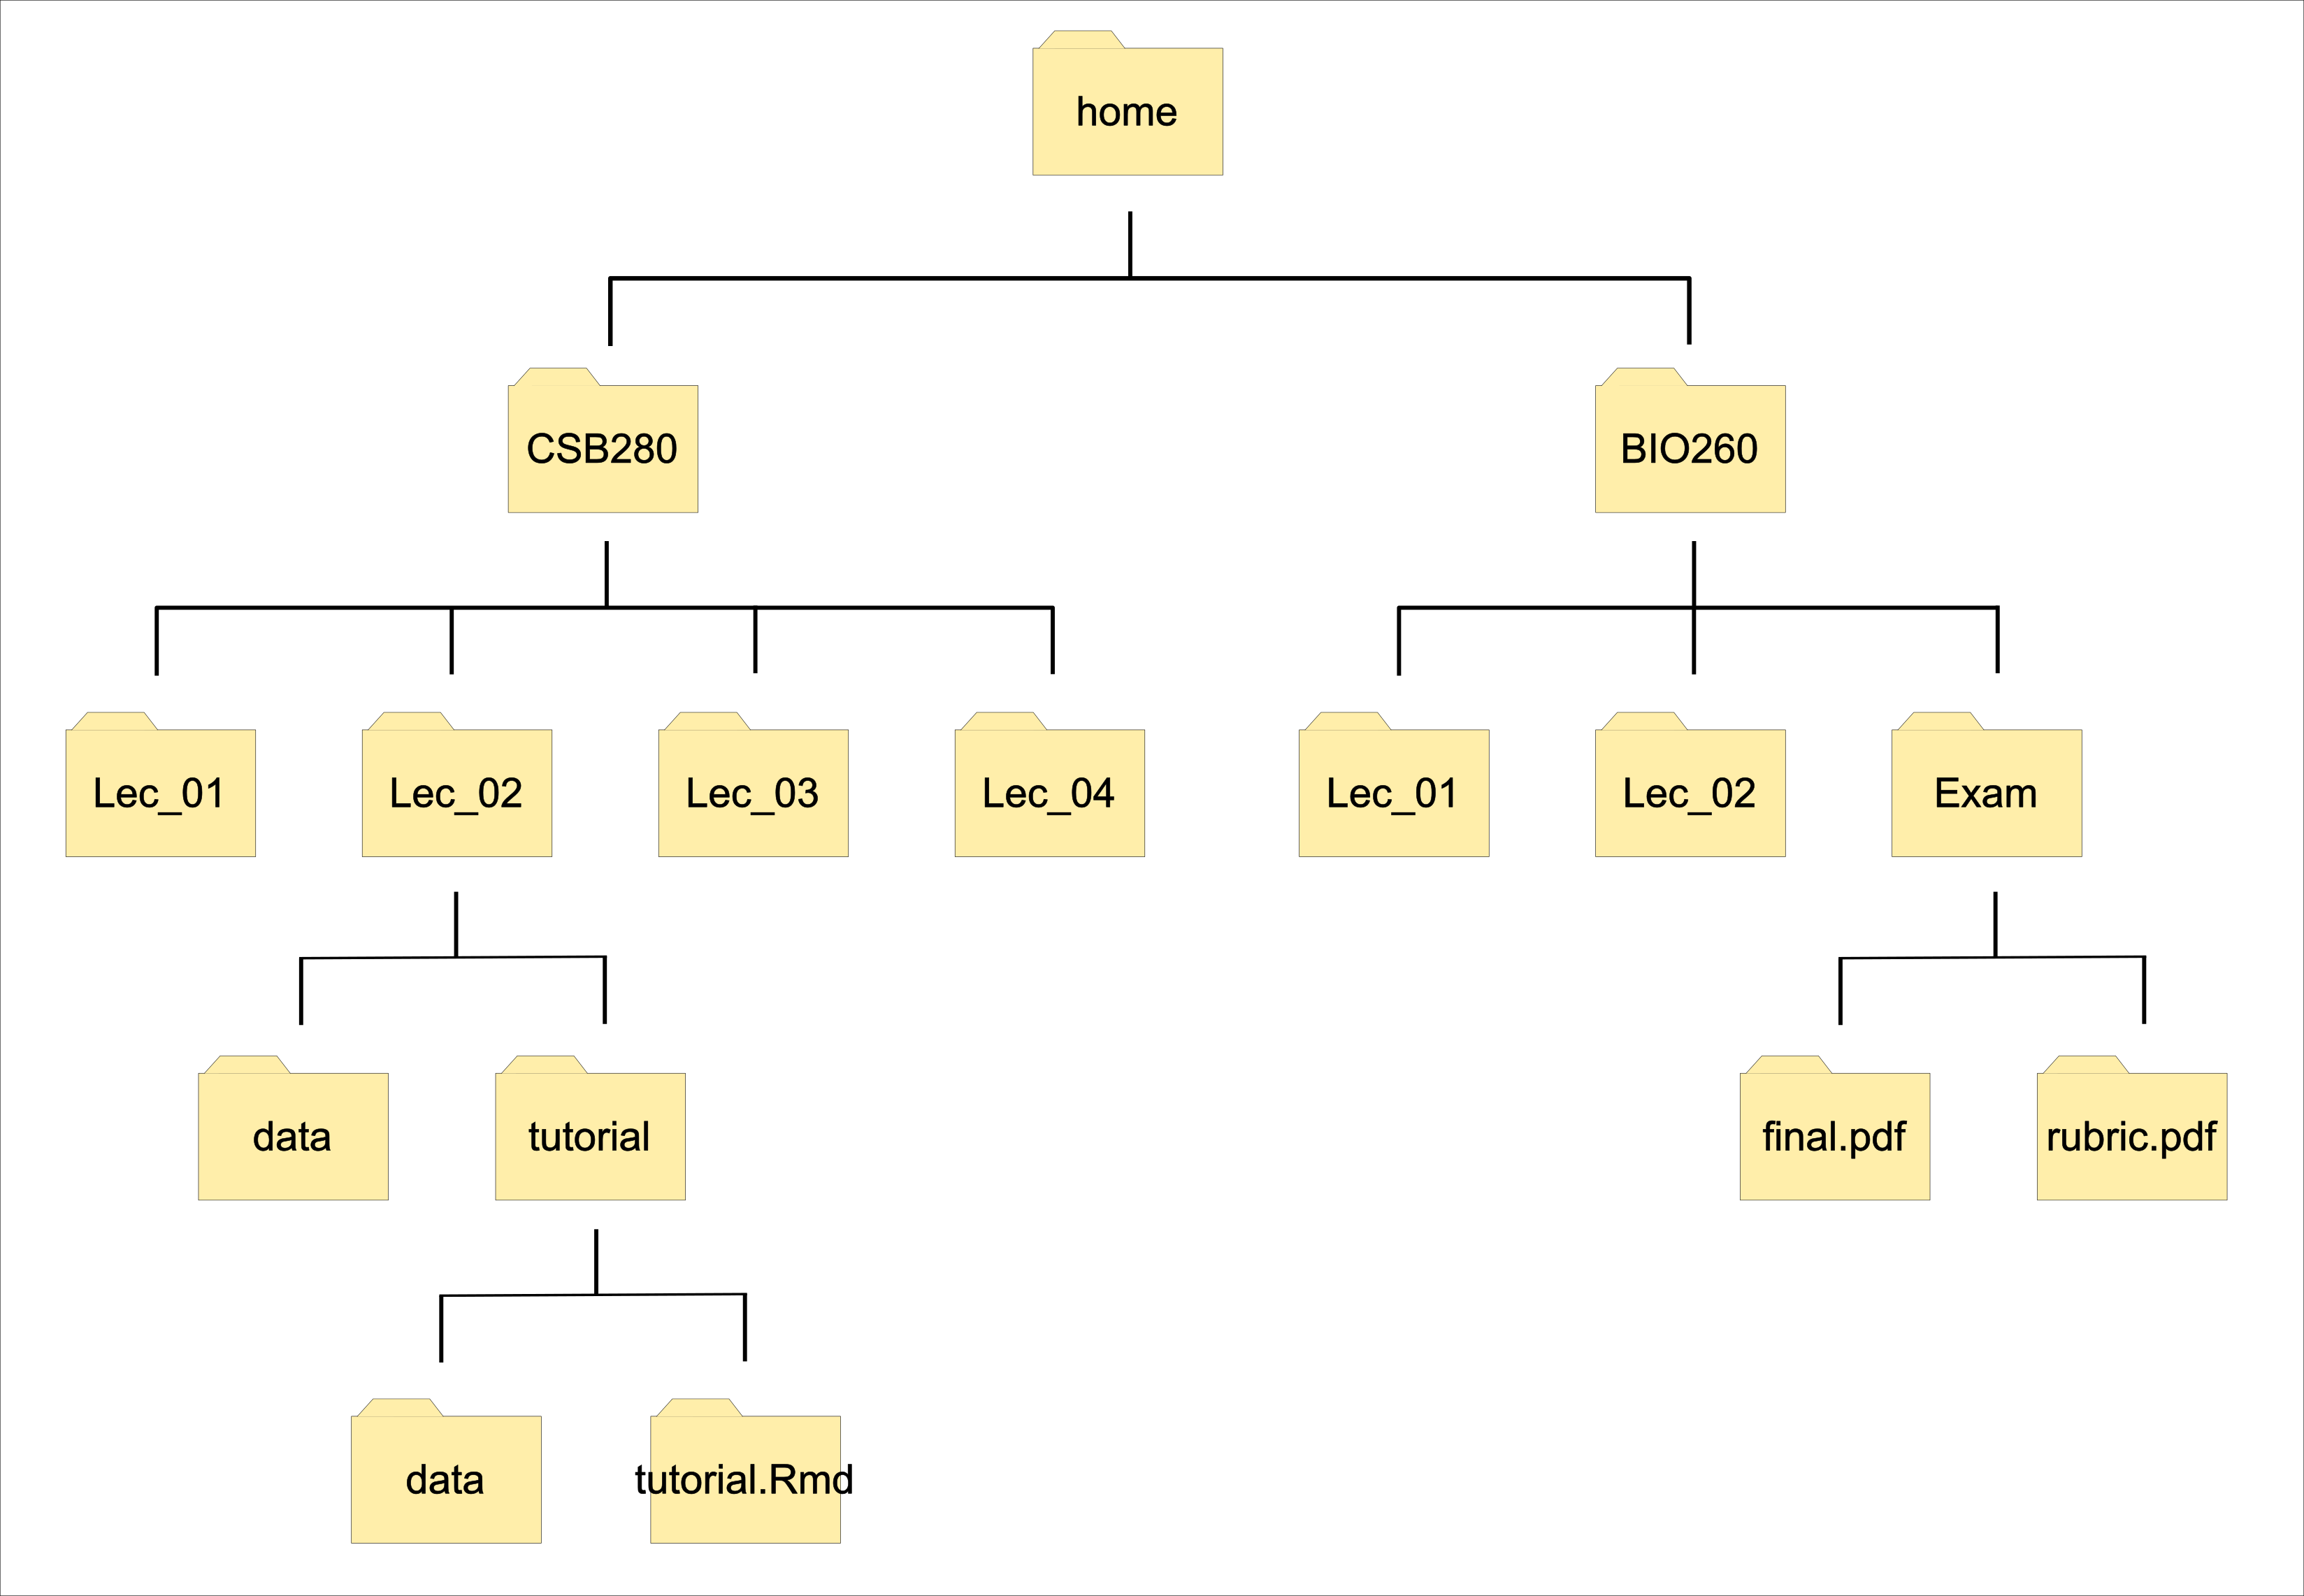 home
CSB280
BIO260
Lec_01
Lec_02
Lec_03
Lec_04
Lec_01
Lec_02
Exam
data
tutorial
final.pdf
rubric.pdf
data
tutorial.Rmd